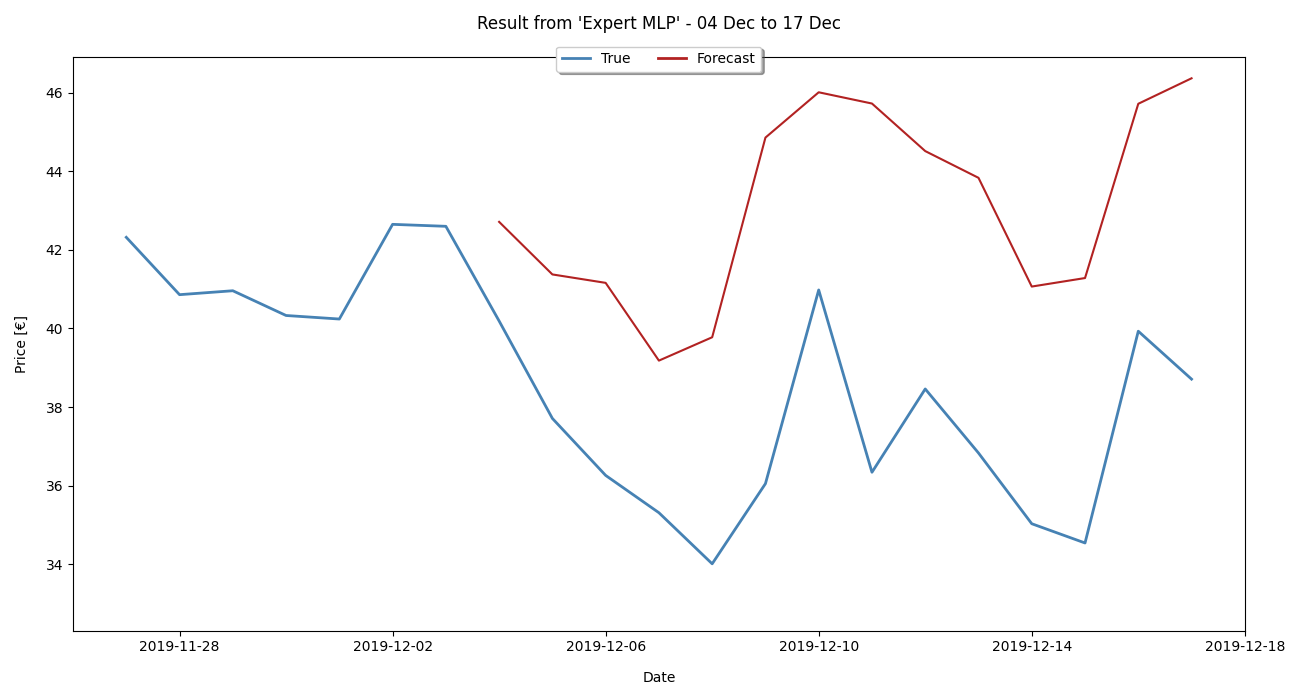 Result from 'Expert MLP' - 04 Dec to 17 Dec
True Forecast
46
44
42
40
38
36
34
Price [€]
2019-11-28 2019-12-02 2019-12-06 2019-12-10 2019-12-14 2019-12-18
Date